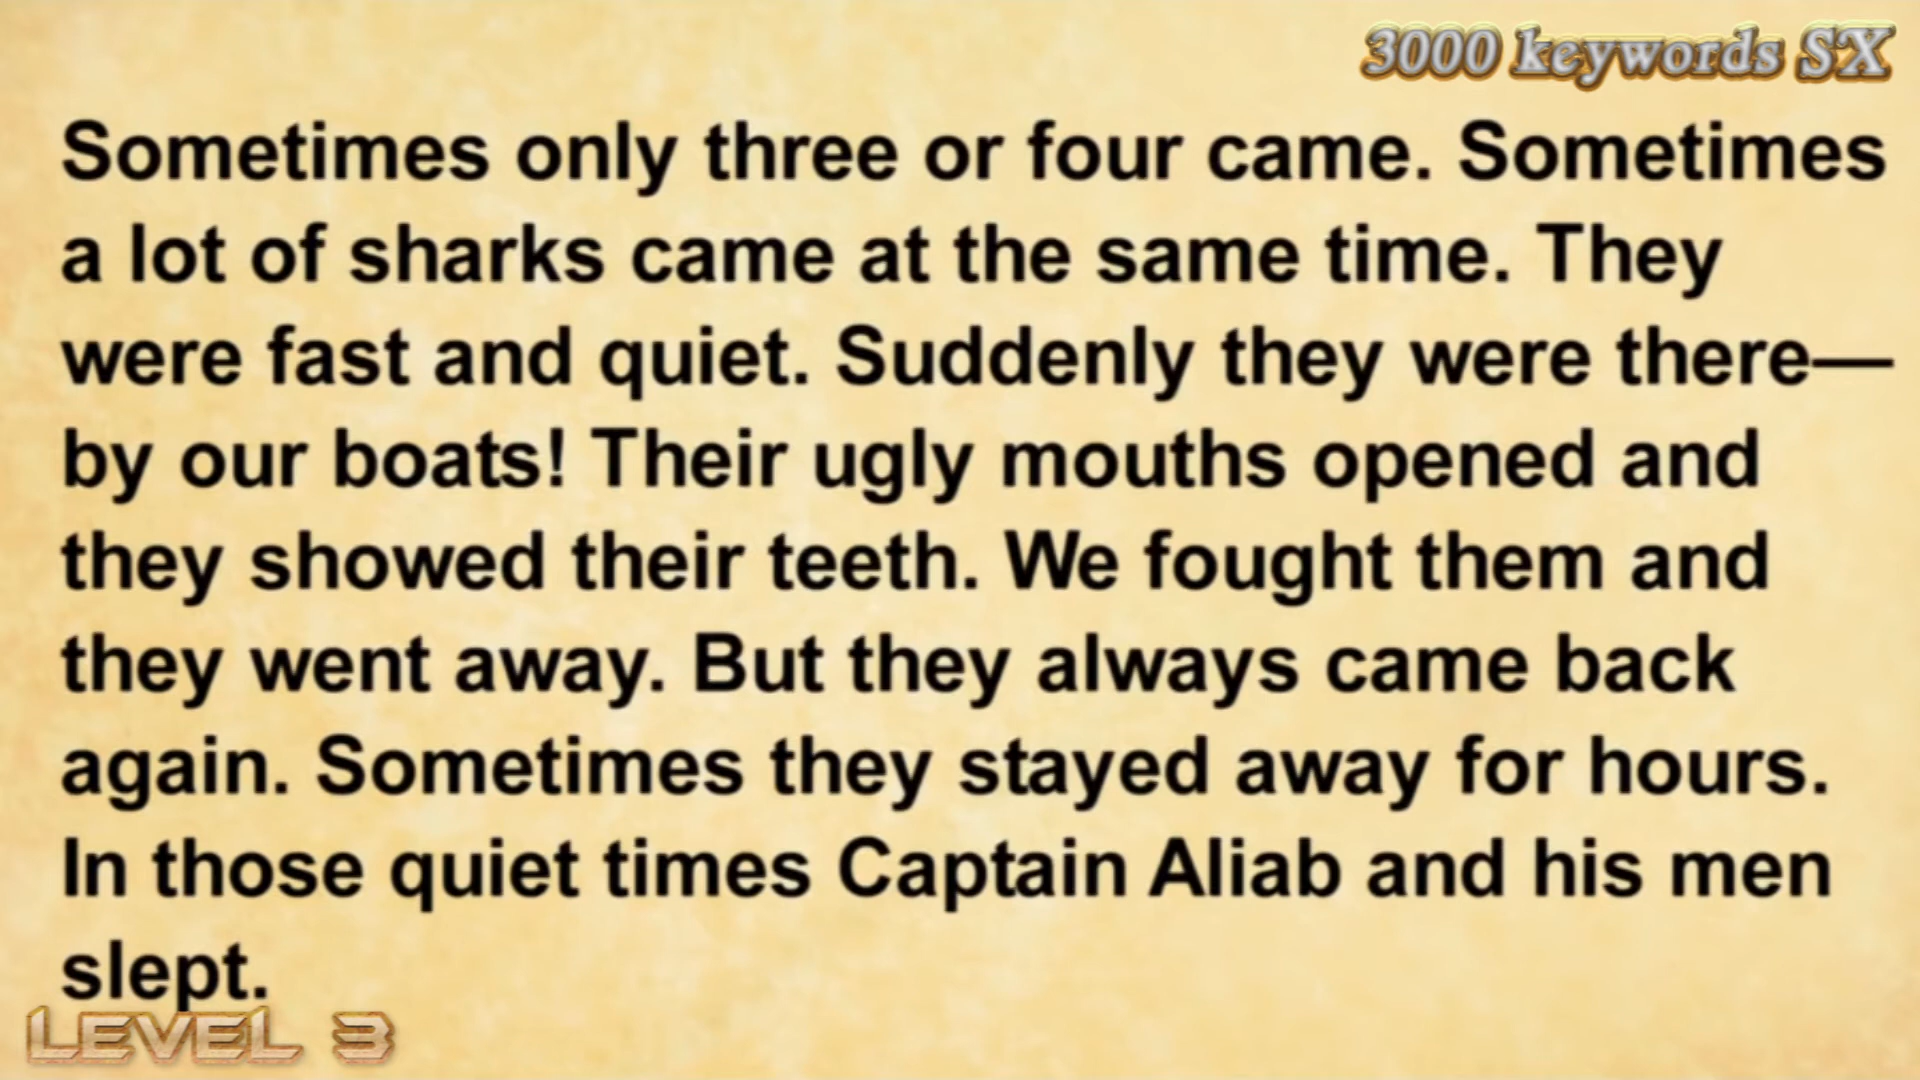 3000 keywords SX
Sometimes only three or four came. Sometimes
a lot of sharks came at the same time. They
were fast and quiet. Suddenly they were there—
by our boats! Their ugly mouths opened and
they showed their teeth. We fought them and
they went away. But they always came back
again. Sometimes they stayed away for hours.
In those quiet times Captain Aliab and his men
slept.
LEVEL 3